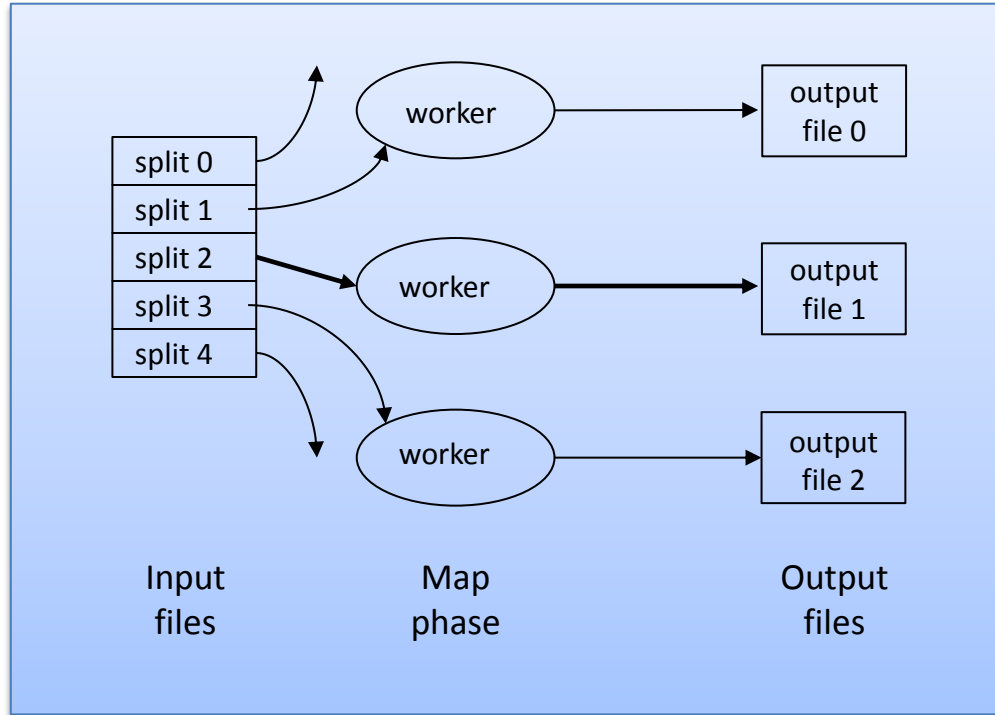 split 0
split 1
split 2
split 3
split 4
worker
worker
worker
output
file 0
output
file 1
output
file 2
Input
files
Map
phase
Output
files